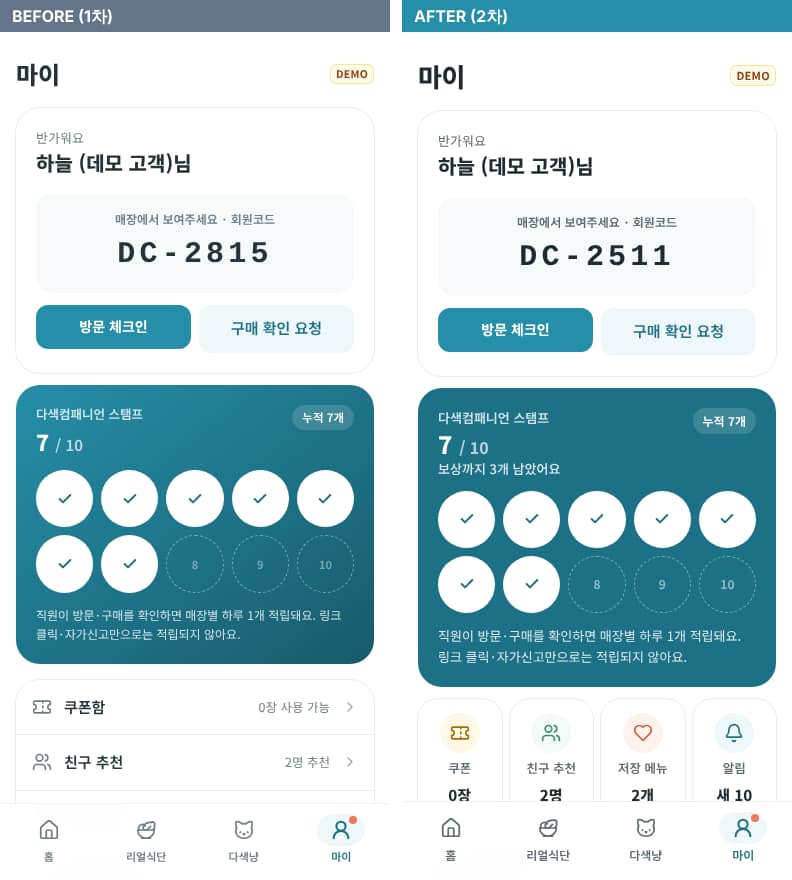 BEFORE (1차)
마이
DEMO
반가워요
하늘 (데모 고객)님
매장에서 보여주세요 · 회원코드
DC-2815
방문 체크인
구매 확인 요청
다색컴패니언 스탬프
누적 7개
7 / 10
8
9
10
직원이 방문·구매를 확인하면 매장별 하루 1개 적립돼요. 링크
클릭·자가신고만으로는 적립되지 않아요.
쿠폰함
0장 사용 가능
친구 추천
2명 추천
홈
리얼식단
다색냥
마이
AFTER (2차)
마이
DEMO
반가워요
하늘 (데모 고객)님
매장에서 보여주세요 · 회원코드
DC-2511
방문 체크인
구매 확인 요청
다색컴패니언 스탬프
누적 7개
7 / 10
보상까지 3개 남았어요
8
9
10
직원이 방문·구매를 확인하면 매장별 하루 1개 적립돼요.
링크 클릭·자가신고만으로는 적립되지 않아요.
쿠폰
친구 추천
저장 메뉴
알림
0장
2명
2개
새 10
홈
리얼식단
다색냥
마이